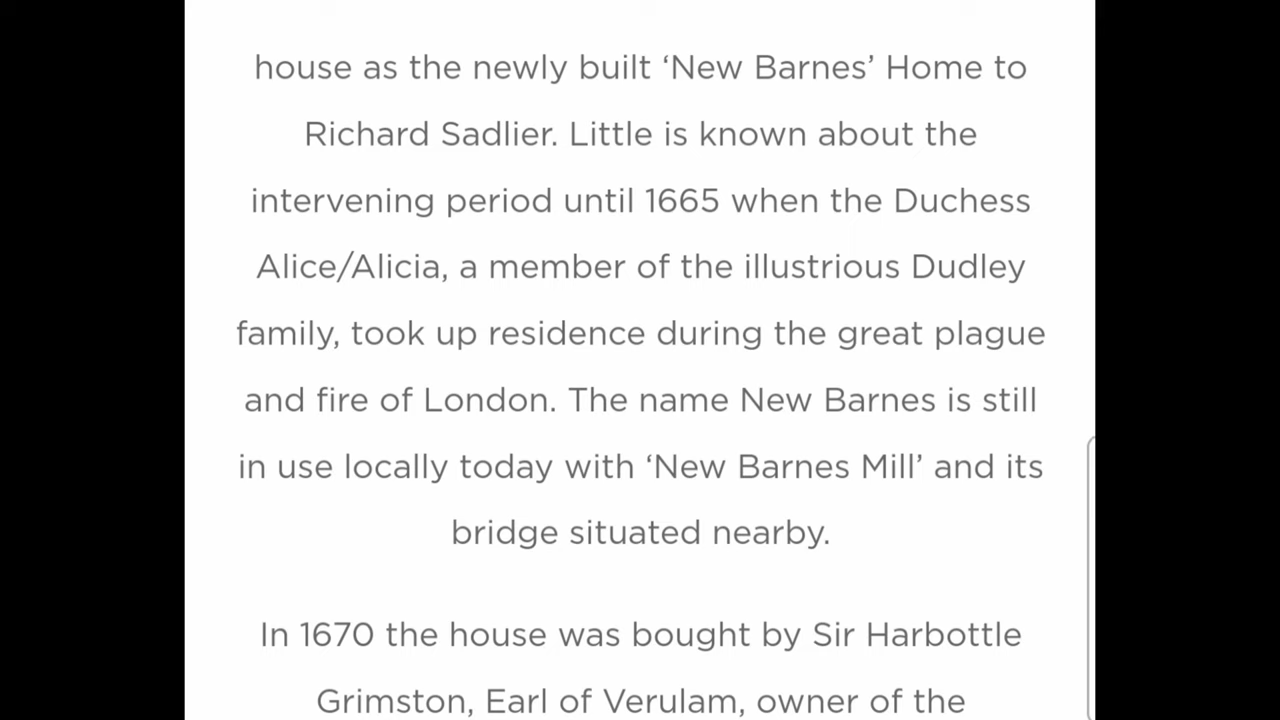 house as the newly built ‘New Barnes’ Home to
Richard Sadlier. Little is known about the
intervening period until 1665 when the Duchess
Alice/Alicia, a member of the illustrious Dudley
family, took up residence during the great plague
and fire of London. The name New Barnes is still
in use locally today with ‘New Barnes Mill’ and its
bridge situated nearby.
In 1670 the house was bought by Sir Harbottle
Grimston, Earl of Verulam, owner of the